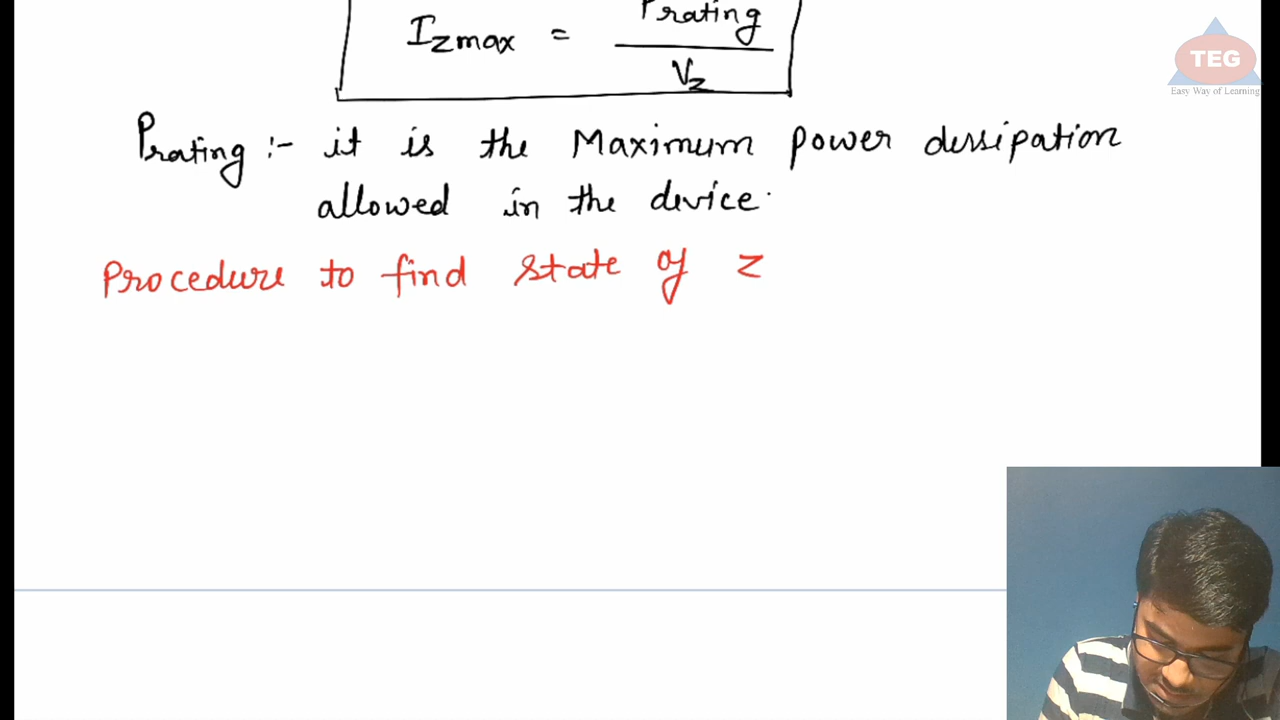 Izmax = Prating
Vz
Prating :- it is the Maximum power dessipation
allowed in the device.
Procedure to find state of z
TEG
Easy Way of Learning